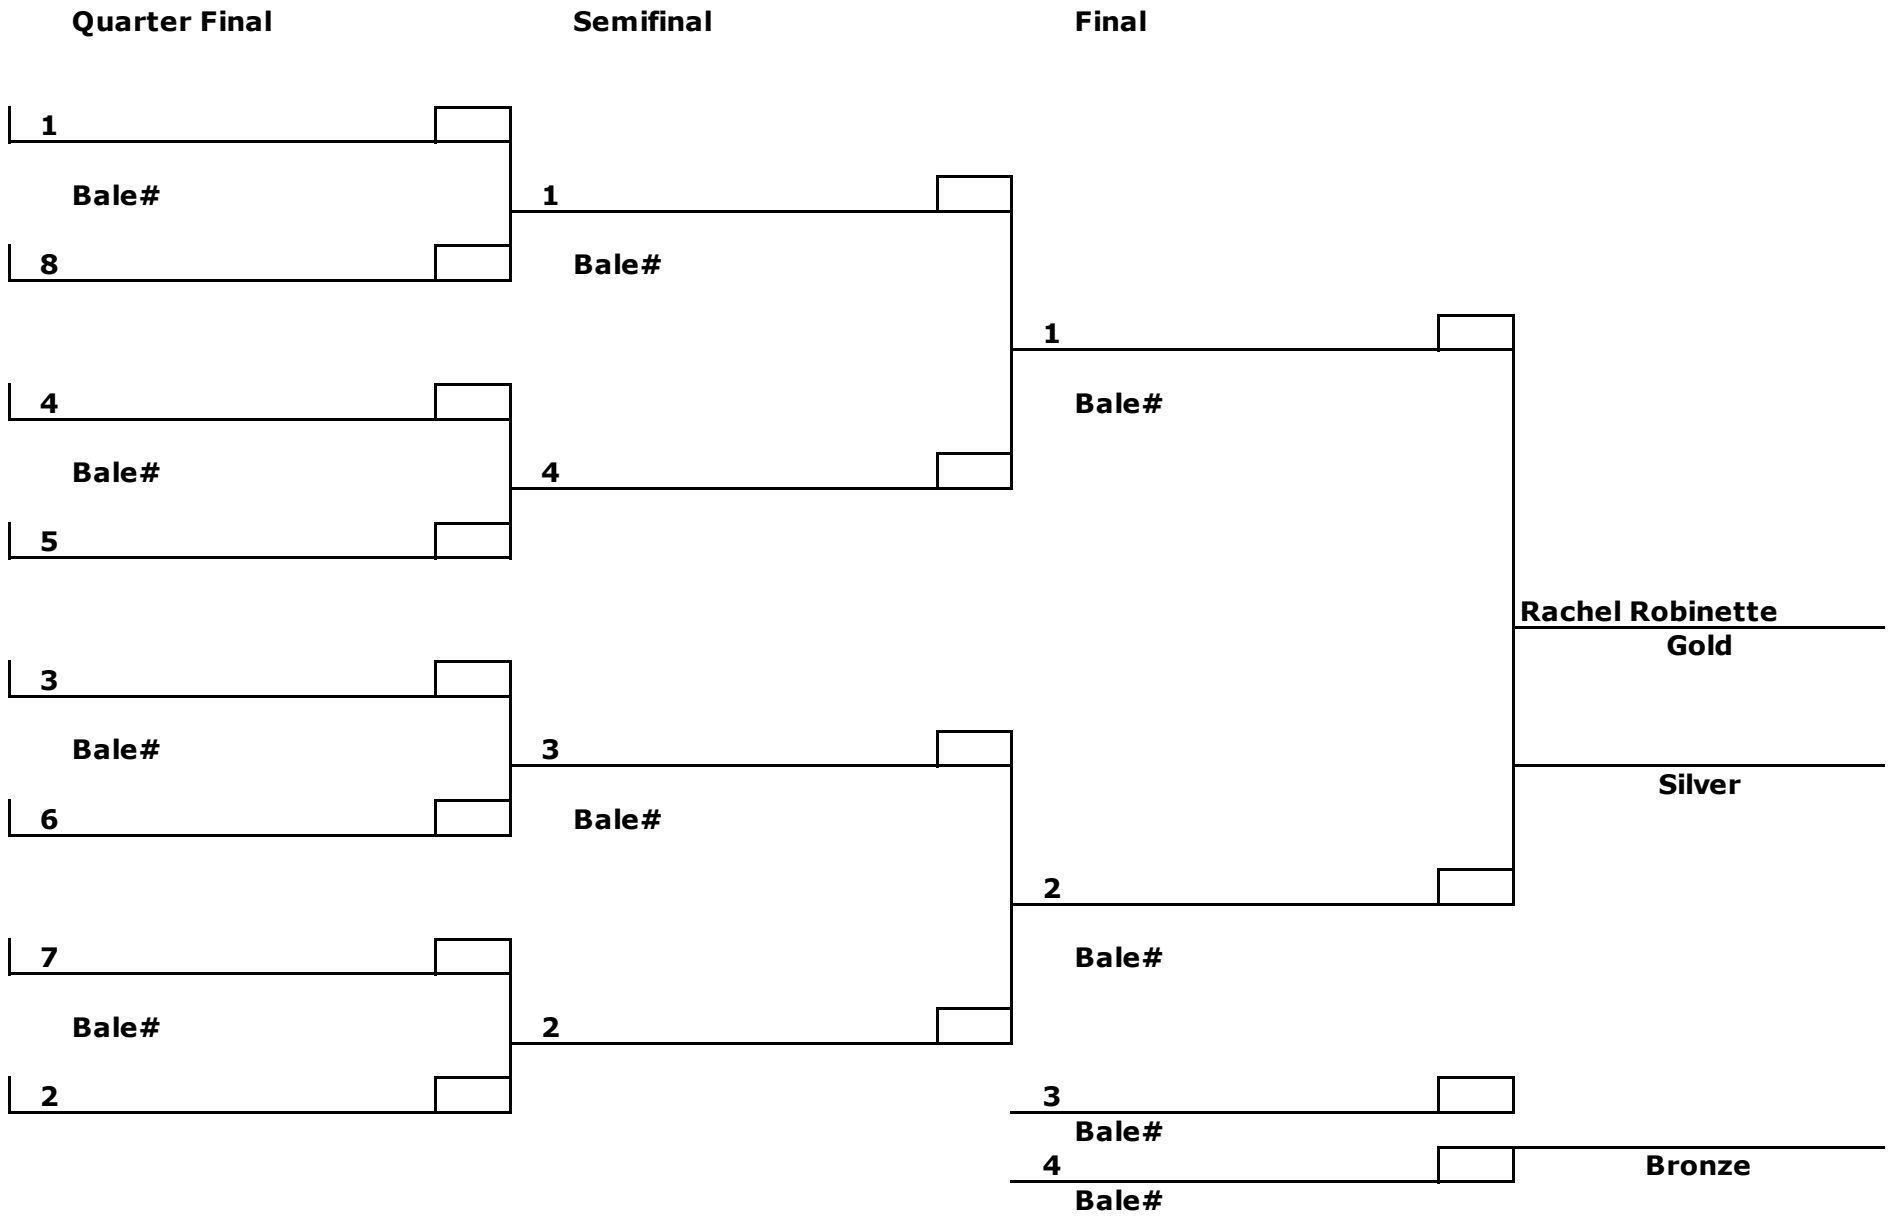 Quarter Final Semifinal Final
1
Bale# 1
8 Bale#
1
4 Bale#
Bale# 4
5
Rachel Robinette
Gold
3
Bale# 3
Silver
6 Bale#
2
7 Bale#
Bale# 2
2 3
Bale#
4 Bronze
Bale#